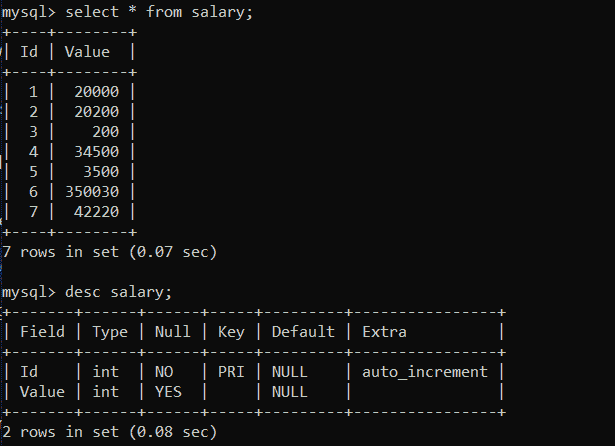 mysql> select * from salary;
+----+--------+
| Id | Value  |
+----+--------+
|  1 |  20000 |
|  2 |  20200 |
|  3 |    200 |
|  4 |  34500 |
|  5 |   3500 |
|  6 | 350030 |
|  7 |  42220 |
+----+--------+
7 rows in set (0.07 sec)
mysql> desc salary;
+-------+------+------+-----+---------+----------------+
| Field | Type | Null | Key | Default | Extra          |
+-------+------+------+-----+---------+----------------+
| Id    | int  | NO   | PRI | NULL    | auto_increment |
| Value | int  | YES  |     | NULL    |                |
+-------+------+------+-----+---------+----------------+
2 rows in set (0.08 sec)